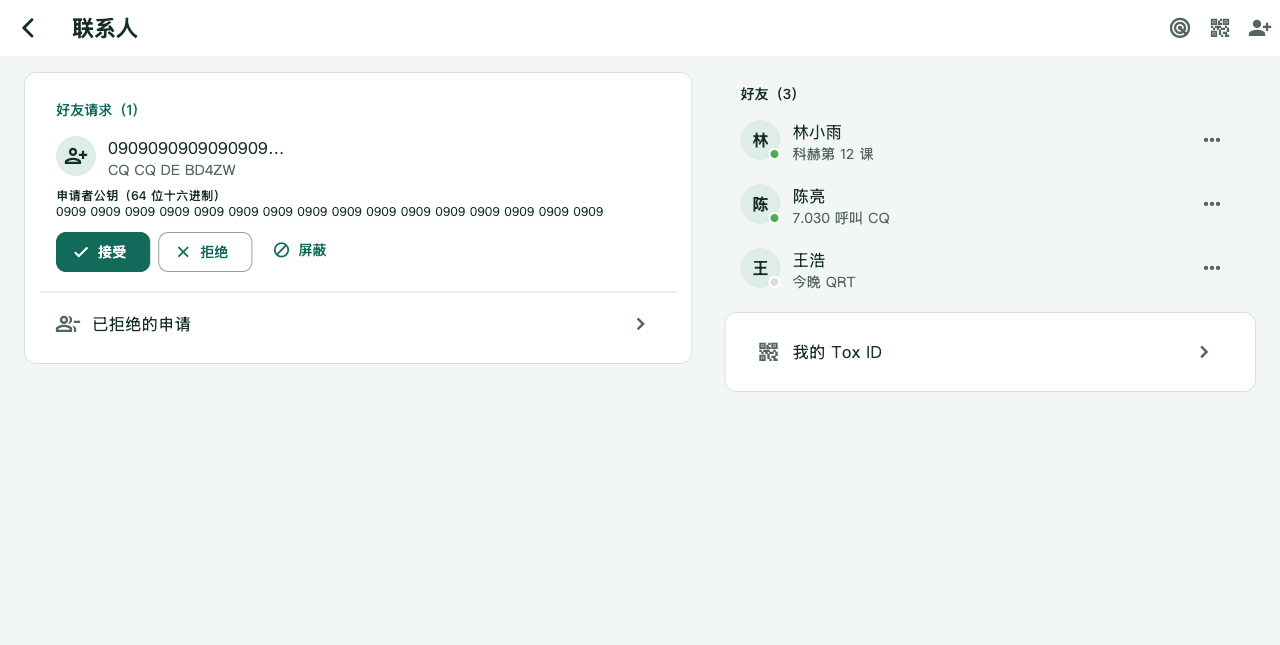 联系人
好友请求（1）
0909090909090909…
CQ CQ DE BD4ZW
申请者公钥（64 位十六进制）
0909 0909 0909 0909 0909 0909 0909 0909 0909 0909 0909 0909 0909 0909 0909 0909
接受
拒绝
屏蔽
已拒绝的申请
好友（3）
林
林小雨
科赫第 12 课
陈
陈亮
7.030 呼叫 CQ
王
王浩
今晚 QRT
我的 Tox ID